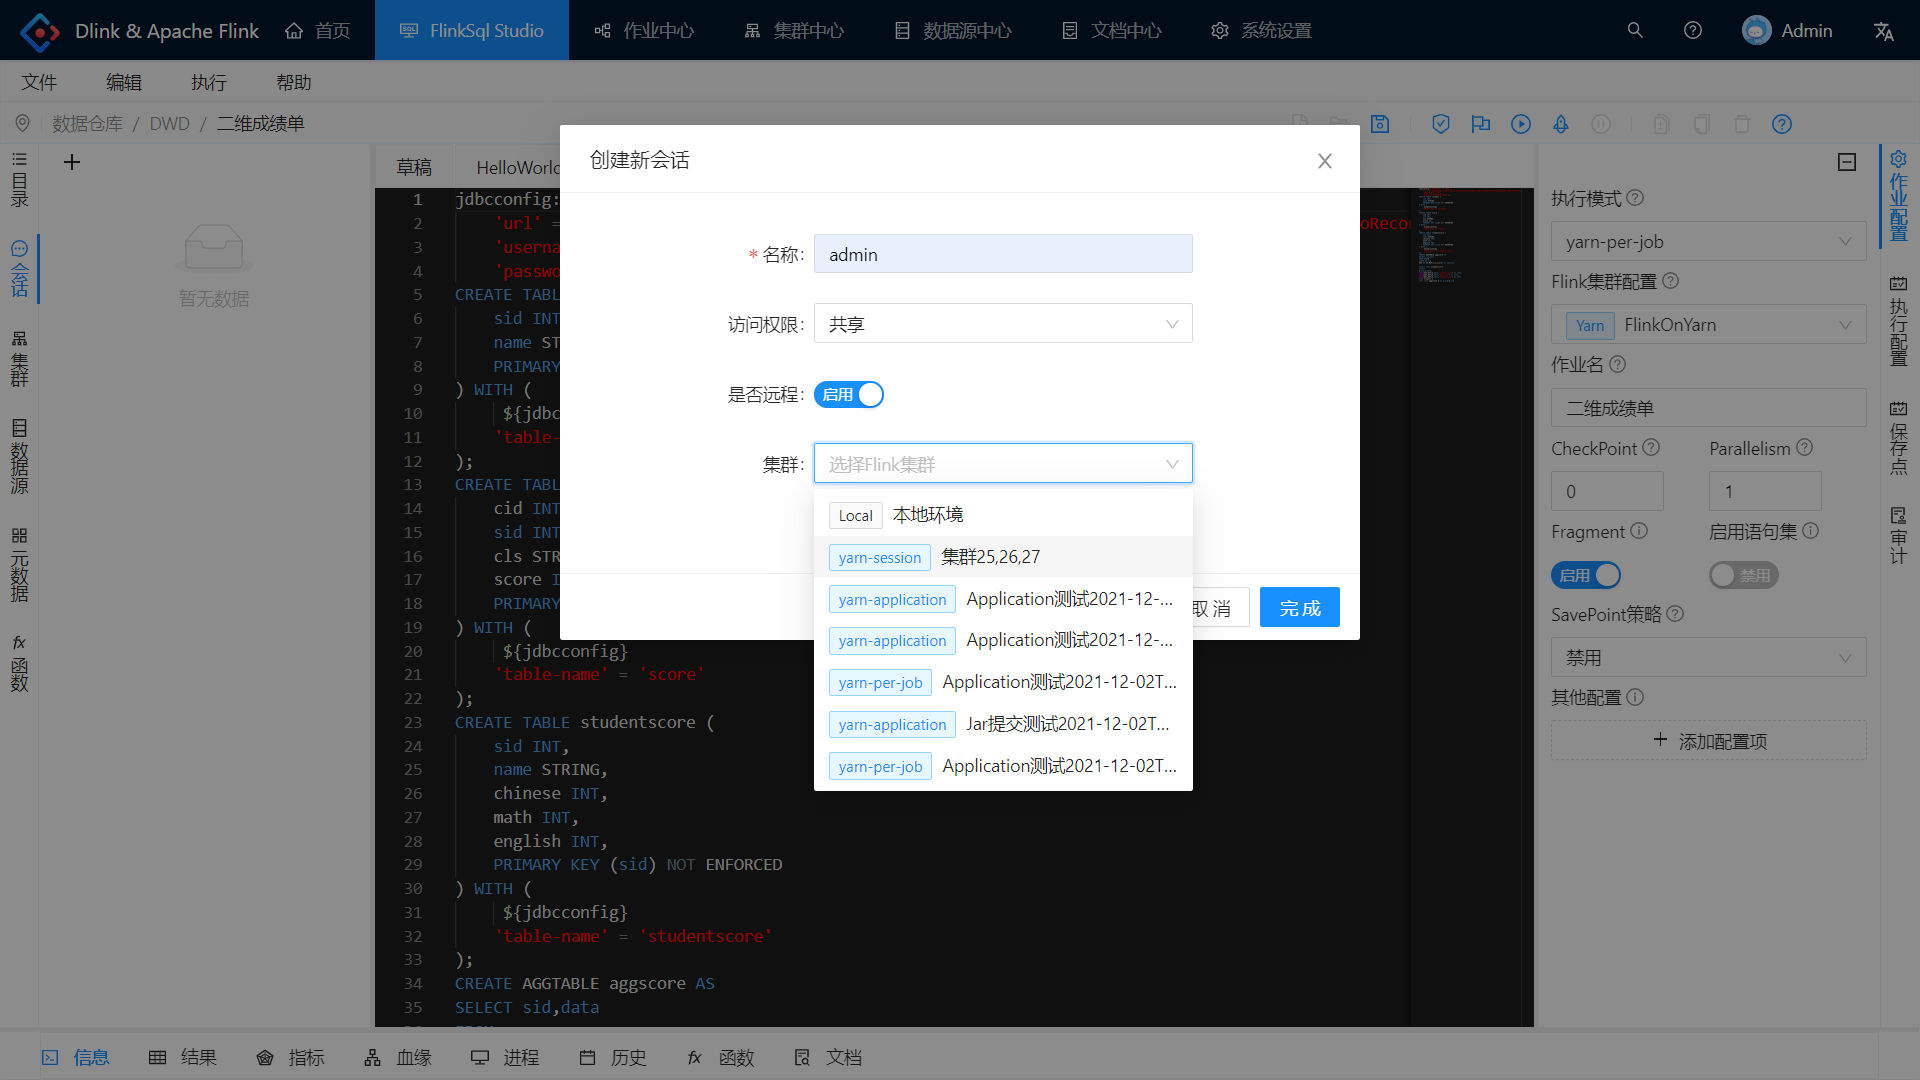 Dlink & Apache Flink 首页 FlinkSql Studio 作业中心 集群中心 数据源中心 文档中心 系统设置 Admin
文件 编辑 执行 帮助
数据仓库 / DWD / 二维成绩单
目录
会话
集群
数据源
元数据
函数
暂无数据
草稿 HelloWorld
1 jdbcconfig:
2 'url' =
3
4
5 CREATE
6 sid INT
7 name
8 PRIMARY
9 ) WITH (
10
11
12 );
13 CREATE
14 cid INT
15 sid INT
16 cls
17 score
18 PRIMARY
19 ) WITH (
20 ${jdbcconfig}
21 'table-name' = 'score'
22 );
23 CREATE TABLE studentscore (
24 sid INT,
25 name STRING,
26 chinese INT,
27 math INT,
28 english INT,
29 PRIMARY KEY (sid) NOT ENFORCED
30 ) WITH (
31 ${jdbcconfig}
32 'table-name' = 'studentscore'
33 );
34 CREATE AGGTABLE aggscore AS
35 SELECT sid,data
创建新会话
* 名称: admin
访问权限: 共享
是否远程: 启用
集群: 选择Flink集群
Local 本地环境
yarn-session 集群25,26,27
yarn-application Application测试2021-12-...
yarn-application Application测试2021-12-...
yarn-per-job Application测试2021-12-02T...
yarn-application Jar提交测试2021-12-02T...
yarn-per-job Application测试2021-12-02T...
取消 完成
执行模式
yarn-per-job
Flink集群配置
Yarn FlinkOnYarn
作业名
二维成绩单
CheckPoint Parallelism
0 1
Fragment 启用语句集
启用 禁用
SavePoint策略
禁用
其他配置
添加配置项
作业配置
执行配置
保存点
审计
信息 结果 指标 血缘 进程 历史 函数 文档